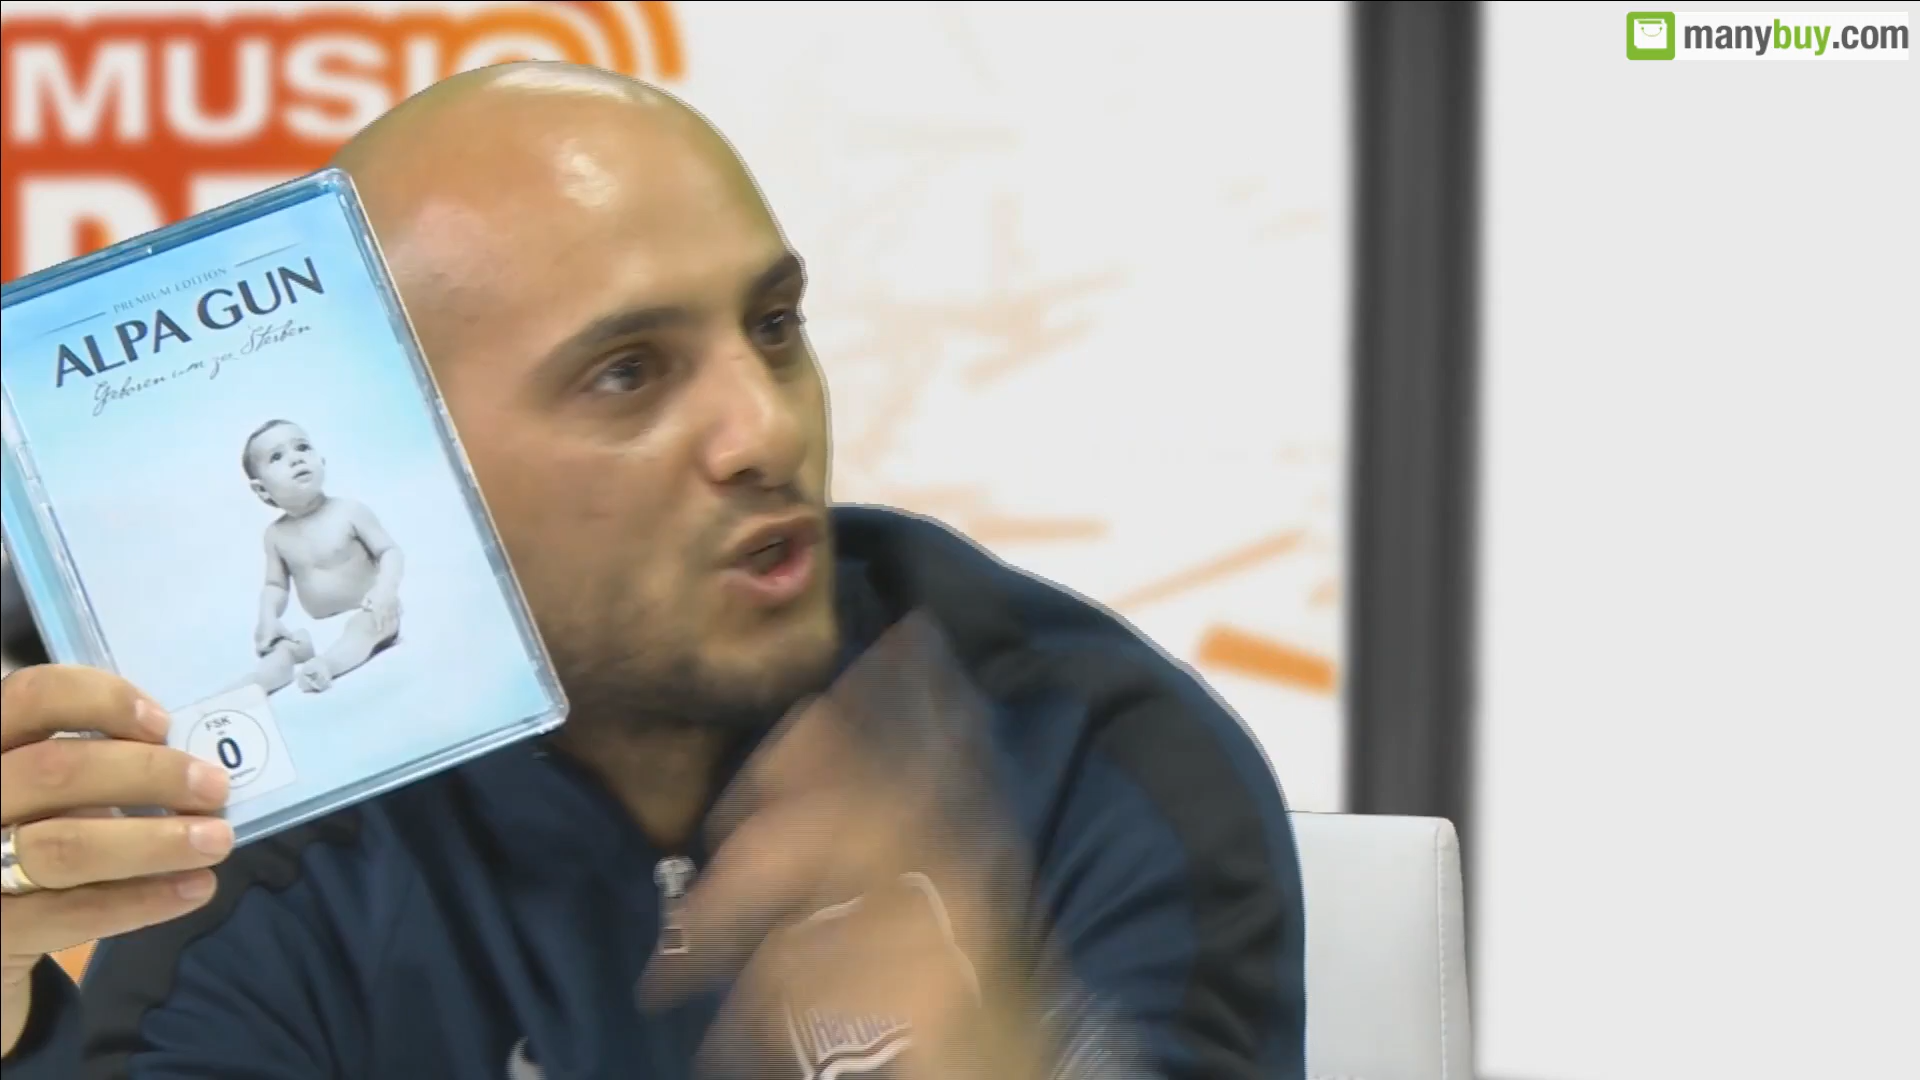 manybuy.com
MUSIC
PREMIUM EDITION
ALPA GUN
Geboren um zu Sterben
FSK
0